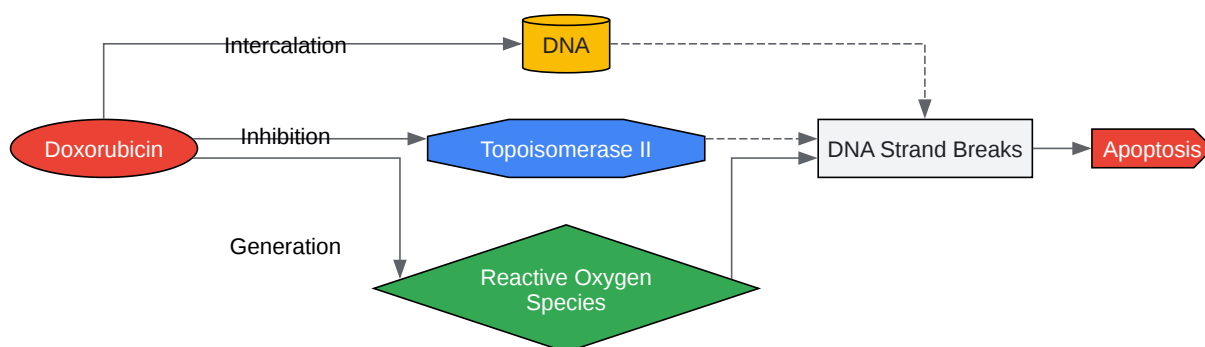 Intercalation
DNA
Doxorubicin
Inhibition
Topoisomerase II
DNA Strand Breaks
Apoptosis
Generation
Reactive Oxygen
Species